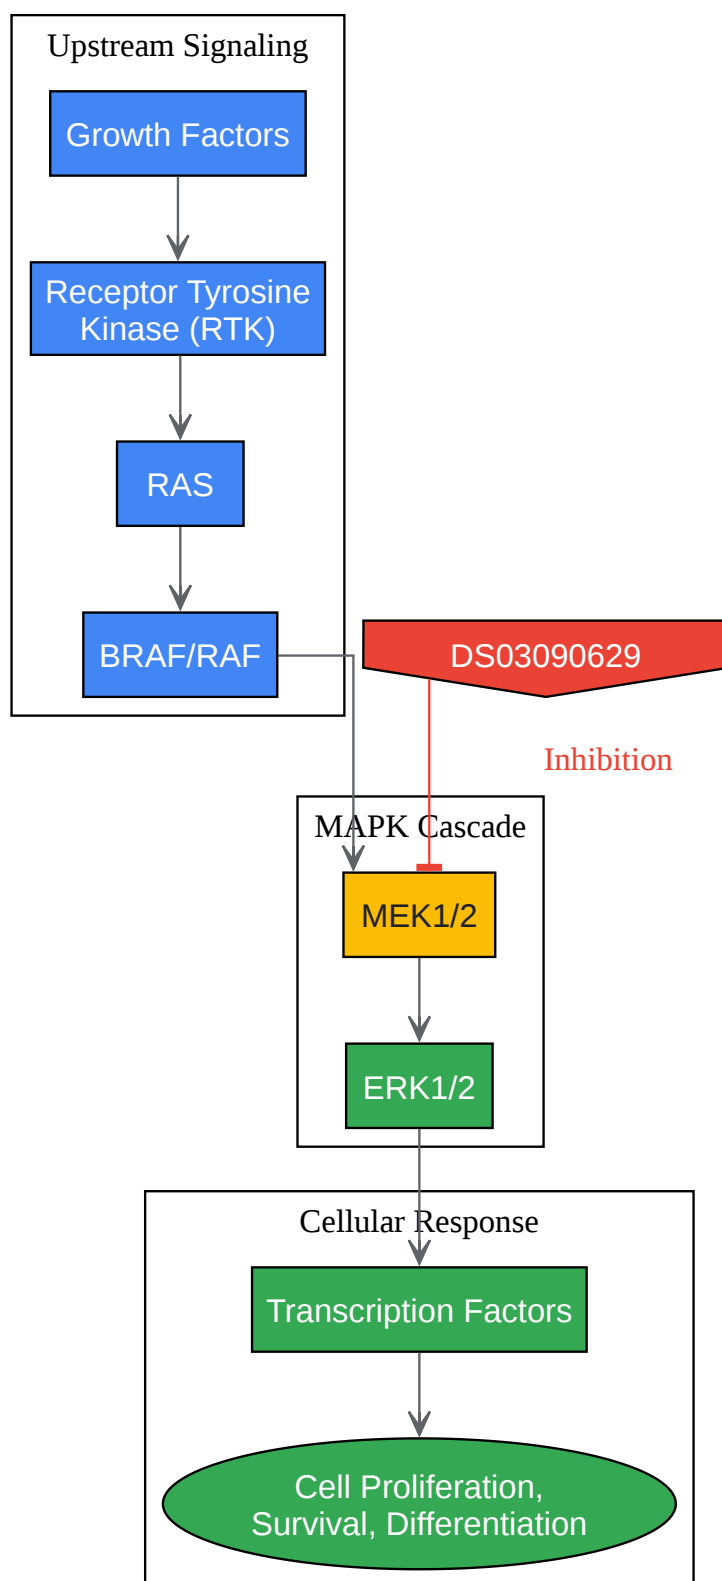 Upstream Signaling
Growth Factors
Receptor Tyrosine
Kinase (RTK)
RAS
BRAF/RAF
DS03090629
Inhibition
MAPK Cascade
MEK1/2
ERK1/2
Cellular Response
Transcription Factors
Cell Proliferation,
Survival, Differentiation